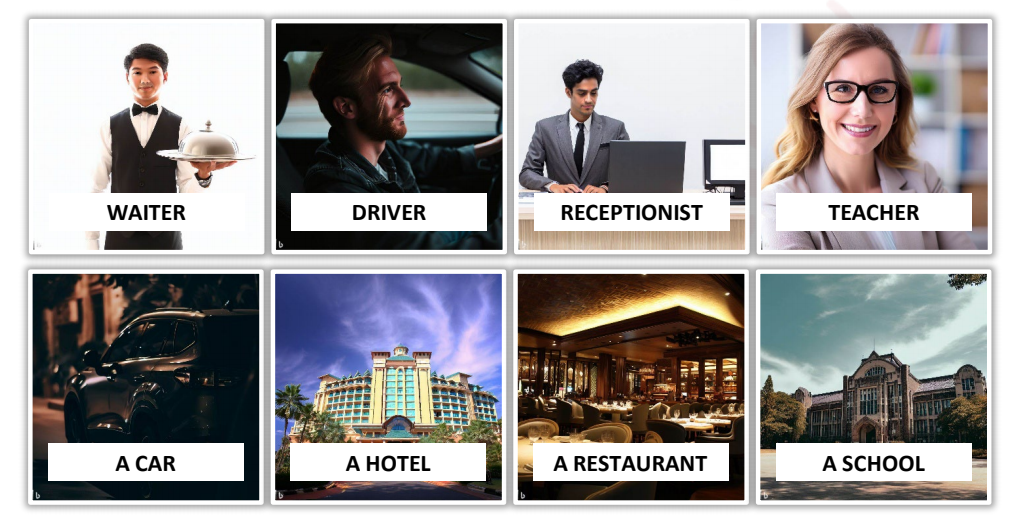 WAITER
DRIVER
RECEPTIONIST
TEACHER
A CAR
A HOTEL
A RESTAURANT
A SCHOOL